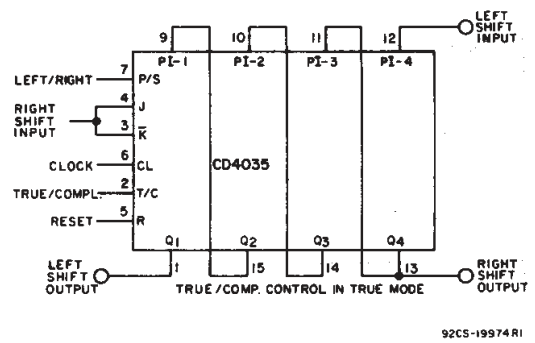 LEFT
SHIFT
INPUT
9
10
11
12
PI-1
PI-2
PI-3
PI-4
LEFT/RIGHT
7
P/S
RIGHT
SHIFT
INPUT
4
J
3
K̅
CLOCK
6
CL
CD4035
TRUE/COMPL.
2
T/C
RESET
5
R
Q1
Q2
Q3
Q4
LEFT
SHIFT
OUTPUT
1
15
14
13
RIGHT
SHIFT
OUTPUT
TRUE/COMP. CONTROL IN TRUE MODE
92CS-19974R1